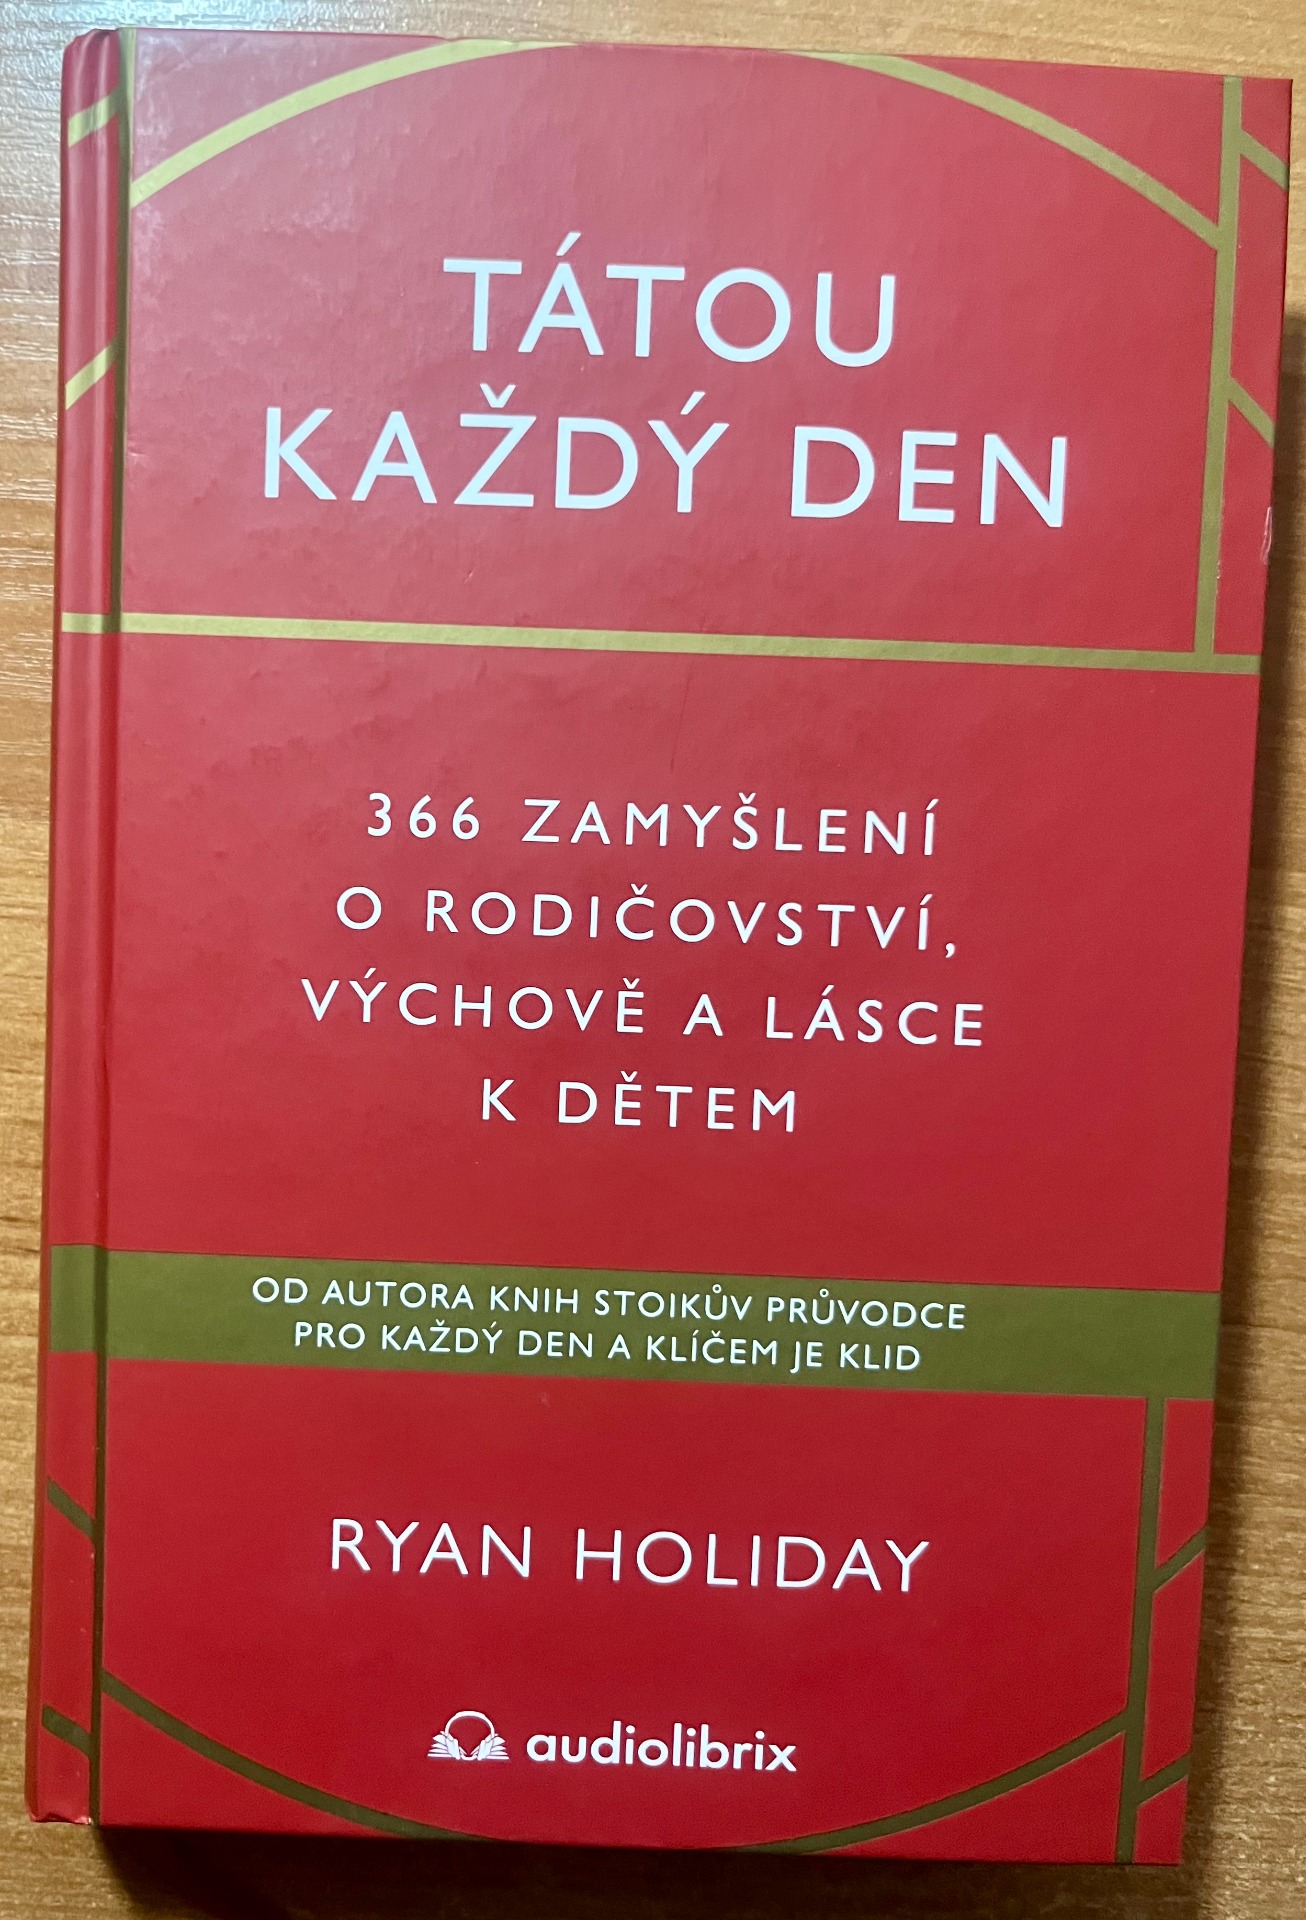 TÁTOU
KAŽDÝ DEN
366 ZAMYŠLENÍ
O RODIČOVSTVÍ,
VÝCHOVĚ A LÁSCE
K DĚTEM
OD AUTORA KNIH STOIKŮV PRŮVODCE
PRO KAŽDÝ DEN A KLÍČEM JE KLID
RYAN HOLIDAY
audiolibrix